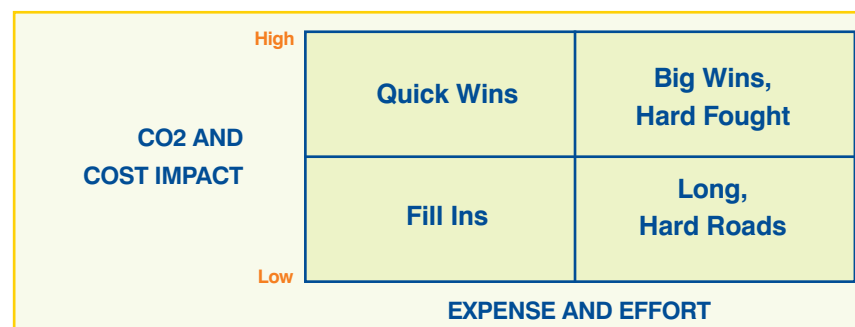 High
Quick Wins
Big Wins,
Hard Fought
CO2 AND
COST IMPACT
Fill Ins
Long,
Hard Roads
Low
EXPENSE AND EFFORT